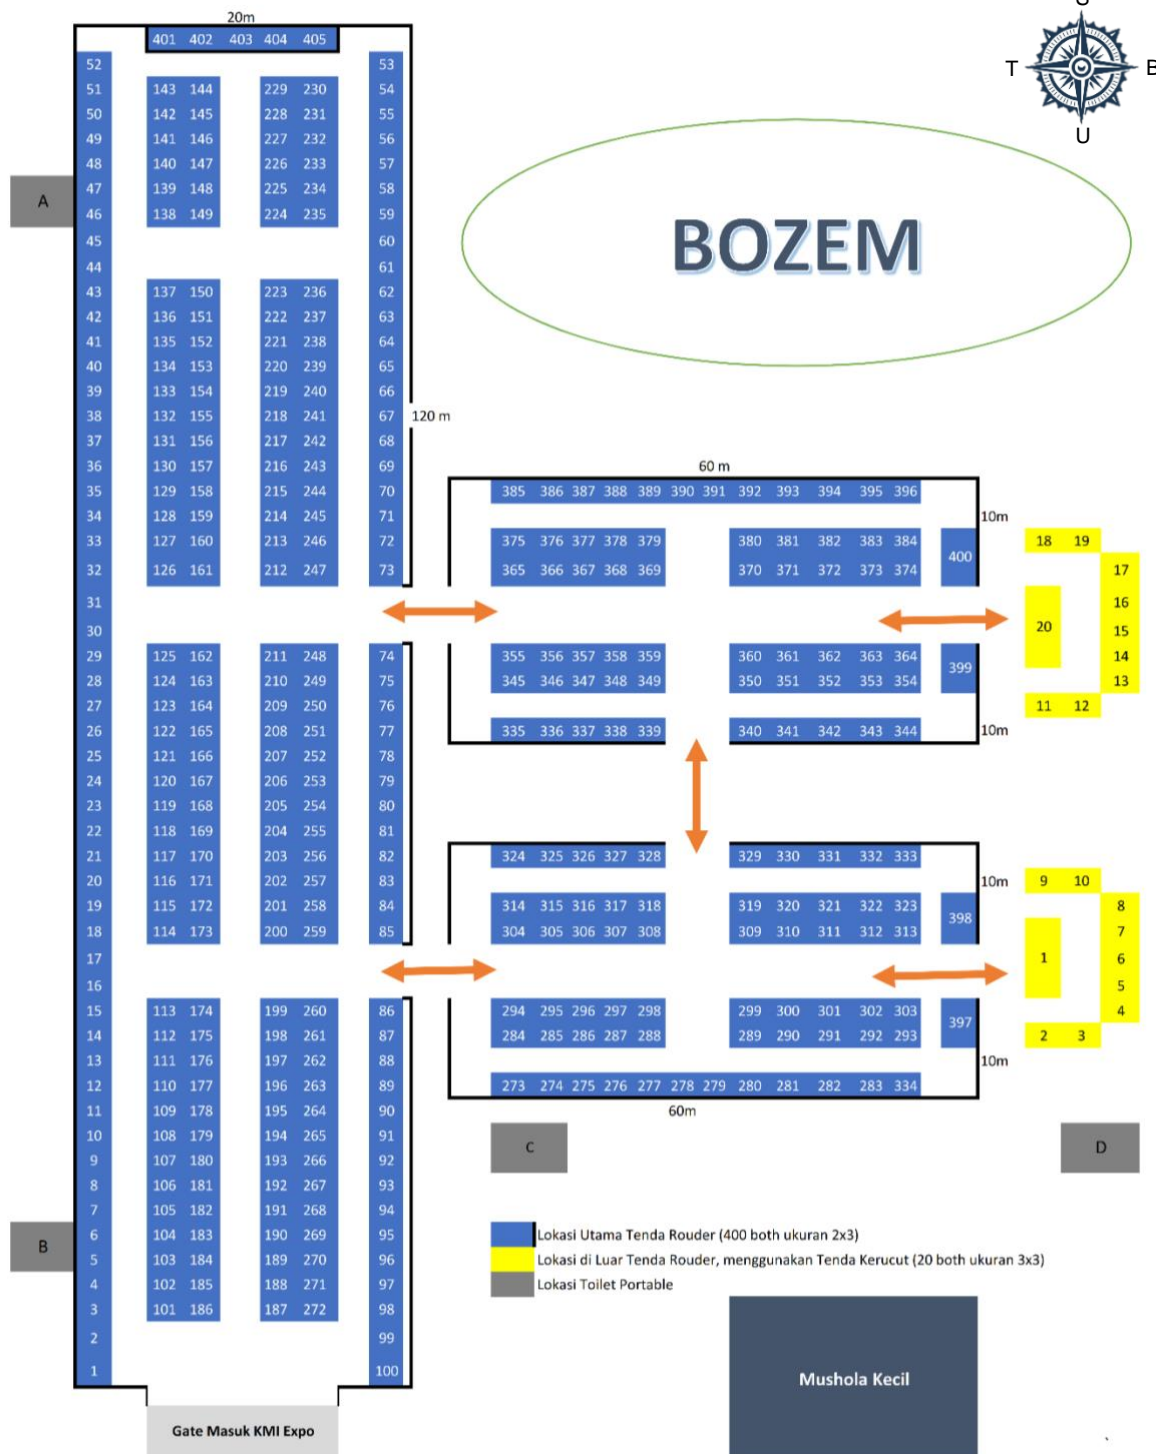 20m
S
T B
U
401 402 403 404 405
52 53
51 143 144 229 230 54
50 142 145 228 231 55
49 141 146 227 232 56
48 140 147 226 233 57
A
47 139 148 225 234 58
46 138 149 224 235 59
45 60
44 61
BOZEM
43 137 150 223 236 62
42 136 151 222 237 63
41 135 152 221 238 64
40 134 153 220 239 65
39 133 154 219 240 66
38 132 155 218 241 67 120 m
37 131 156 217 242 68
36 130 157 216 243 69
35 129 158 215 244 70
34 128 159 214 245 71
33 127 160 213 246 72
32 126 161 212 247 73
31
30
29 125 162 211 248 74
28 124 163 210 249 75
27 123 164 209 250 76
26 122 165 208 251 77
25 121 166 207 252 78
24 120 167 206 253 79
23 119 168 205 254 80
22 118 169 204 255 81
21 117 170 203 256 82
20 116 171 202 257 83
19 115 172 201 258 84
18 114 173 200 259 85
17
16
15 113 174 199 260 86
14 112 175 198 261 87
13 111 176 197 262 88
12 110 177 196 263 89
11 109 178 195 264 90
10 108 179 194 265 91
9 107 180 193 266 92
8 106 181 192 267 93
7 105 182 191 268 94
B
6 104 183 190 269 95
5 103 184 189 270 96
4 102 185 188 271 97
3 101 186 187 272 98
2 99
1 100
Gate Masuk KMI Expo
60 m
385 386 387 388 389 390 391 392 393 394 395 396
10m
375 376 377 378 379 380 381 382 383 384
400
365 366 367 368 369 370 371 372 373 374
355 356 357 358 359 360 361 362 363 364
399
345 346 347 348 349 350 351 352 353 354
335 336 337 338 339 340 341 342 343 344
10m
18 19
17
16
20 15
14
13
11 12
324 325 326 327 328 329 330 331 332 333
10m
314 315 316 317 318 319 320 321 322 323
398
304 305 306 307 308 309 310 311 312 313
294 295 296 297 298 299 300 301 302 303
397
284 285 286 287 288 289 290 291 292 293
10m
273 274 275 276 277 278 279 280 281 282 283 334
60m
9 10
8
7
1 6
5
4
2 3
C D
Lokasi Utama Tenda Rouder (400 both ukuran 2x3)
Lokasi di Luar Tenda Rouder, menggunakan Tenda Kerucut (20 both ukuran 3x3)
Lokasi Toilet Portable
Mushola Kecil